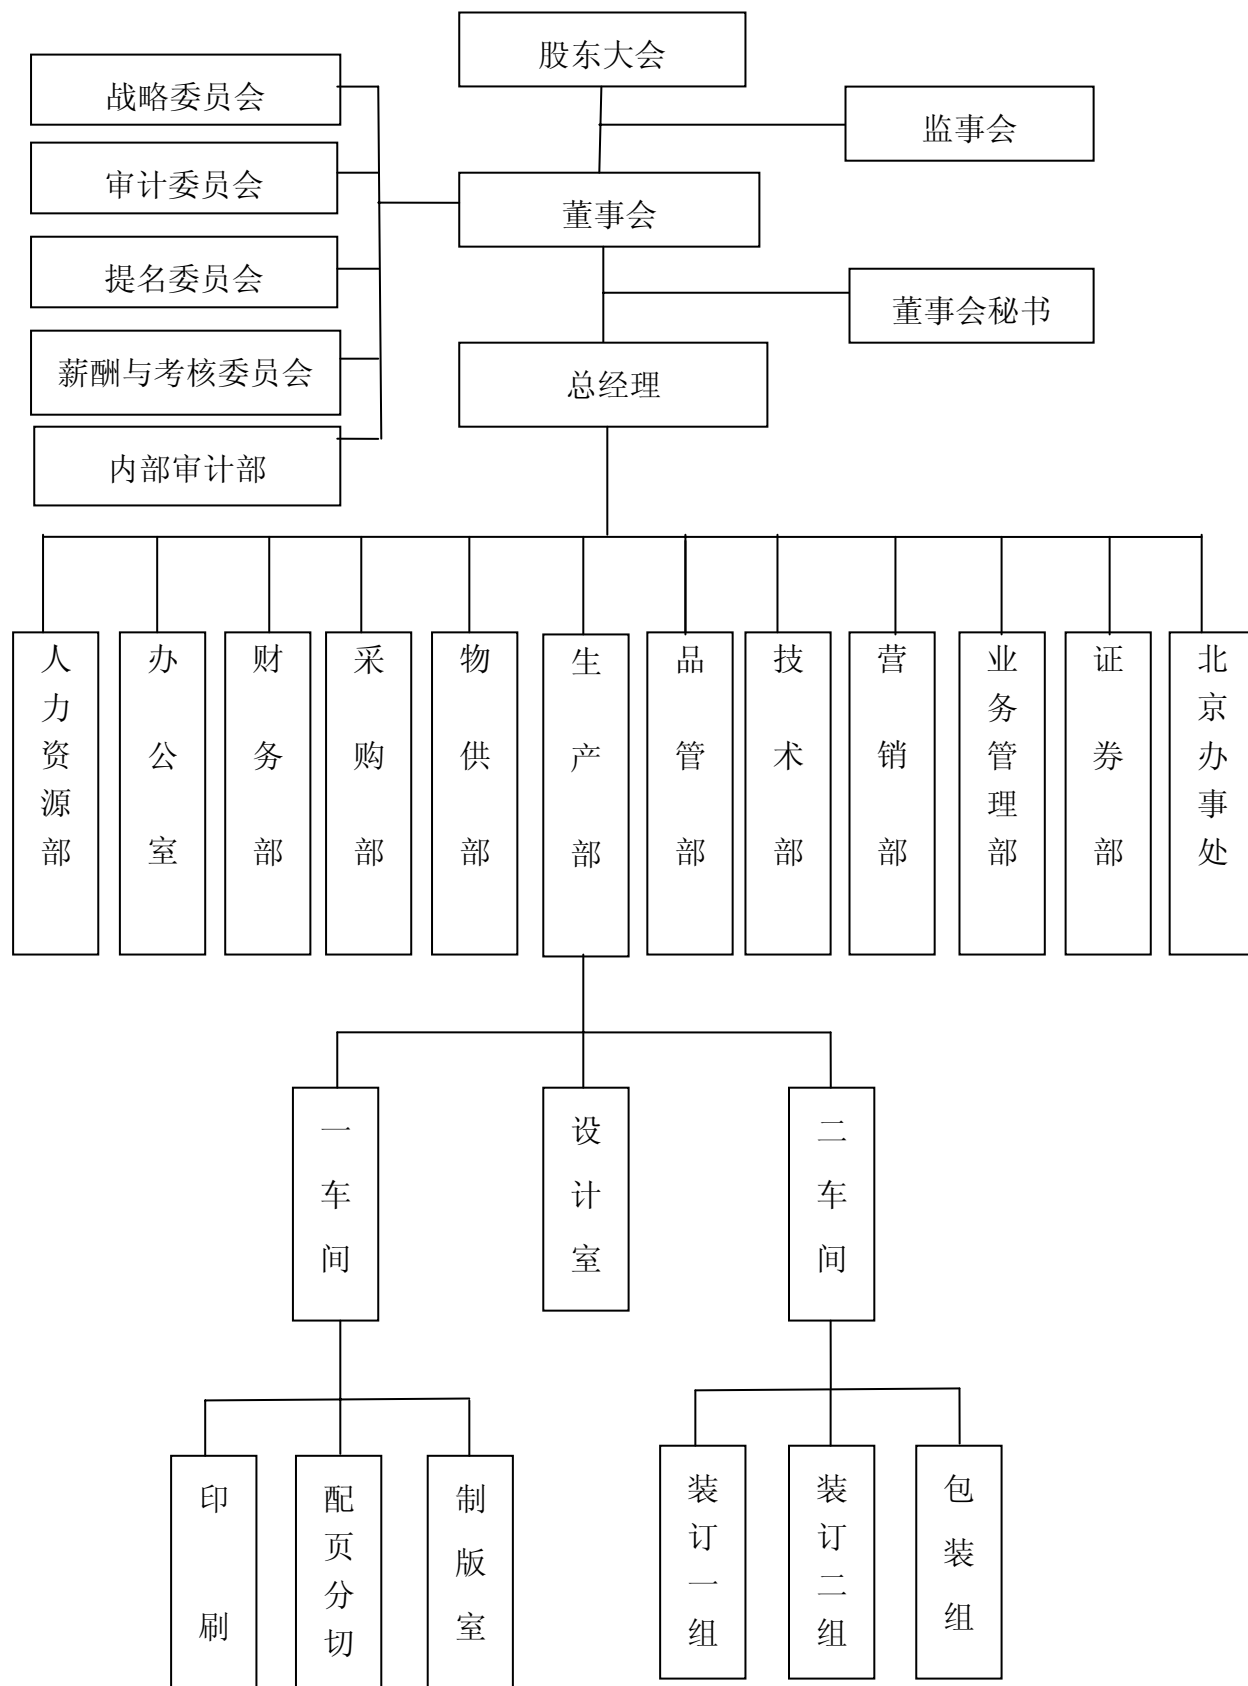 股东大会
战略委员会
监事会
审计委员会
董事会
提名委员会
董事会秘书
薪酬与考核委员会
总经理
内部审计部
人力资源部
办公室
财务部
采购部
物供部
生产部
品管部
技术部
营销部
业务管理部
证券部
北京办事处
一车间
设计室
二车间
印刷
配页分切
制版室
装订一组
装订二组
包装组